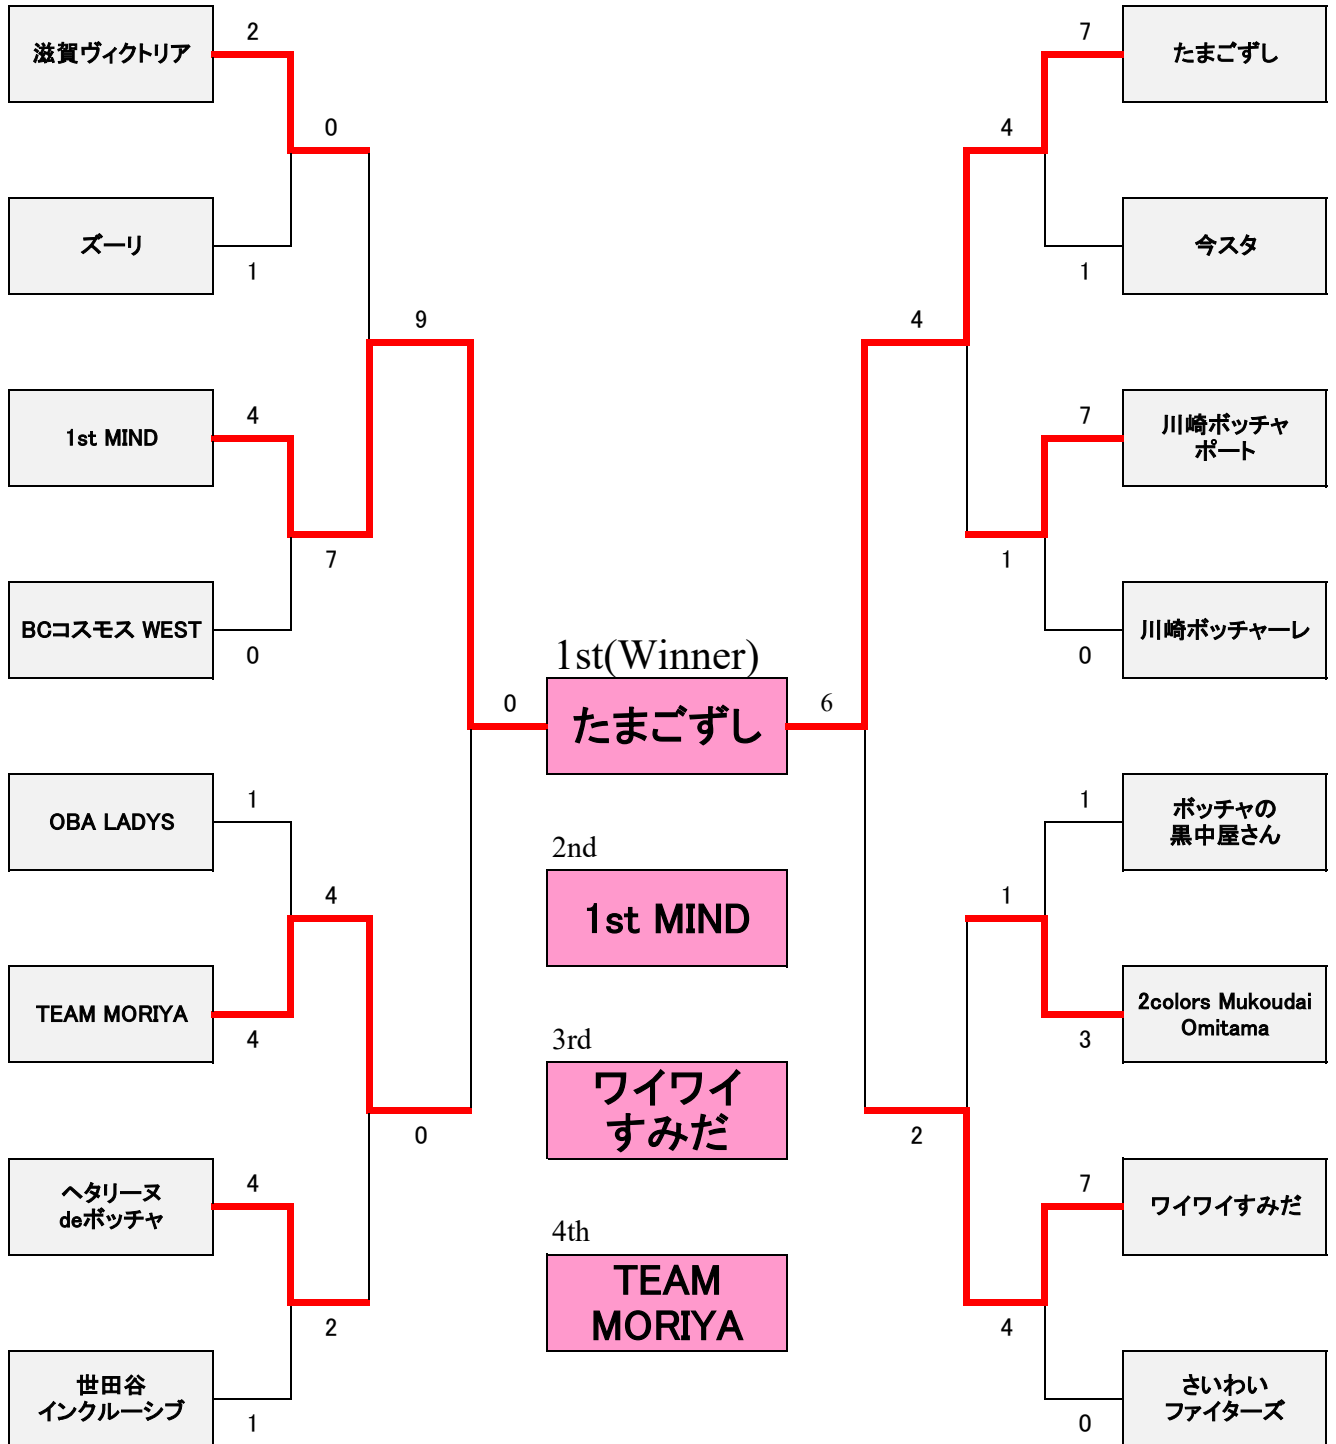 2
滋賀ヴィクトリア
0
ズーリ
1
9
4
1st MIND
7
BCコスモス WEST
0
0
OBA LADYS
1
4
TEAM MORIYA
4
0
4
ヘタリーヌ
deボッチャ
2
世田谷
インクルーシブ
1
1st(Winner)
たまごずし
2nd
1st MIND
3rd
ワイワイ
すみだ
4th
TEAM
MORIYA
7
たまごずし
4
今スタ
1
4
7
川崎ボッチャ
ポート
1
川崎ボッチャーレ
0
6
1
ボッチャの
黒中屋さん
1
2colors Mukoudai
Omitama
3
2
7
ワイワイすみだ
4
さいわい
ファイターズ
0